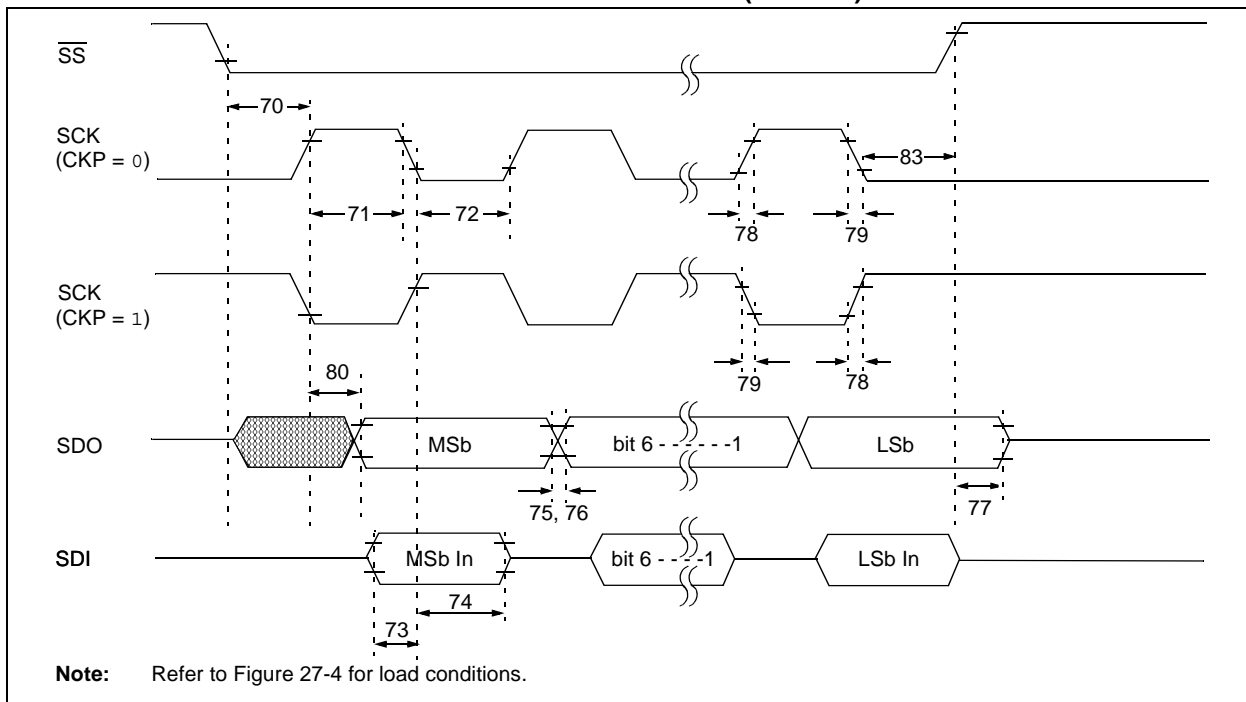 SS
70
SCK
(CKP = 0)
83
71
72
78
79
SCK
(CKP = 1)
80
79
78
SDO
MSb
bit 6 - - - - - -1
LSb
75, 76
77
SDI
MSb In
bit 6 - - - -1
LSb In
74
73
Note: Refer to Figure 27-4 for load conditions.